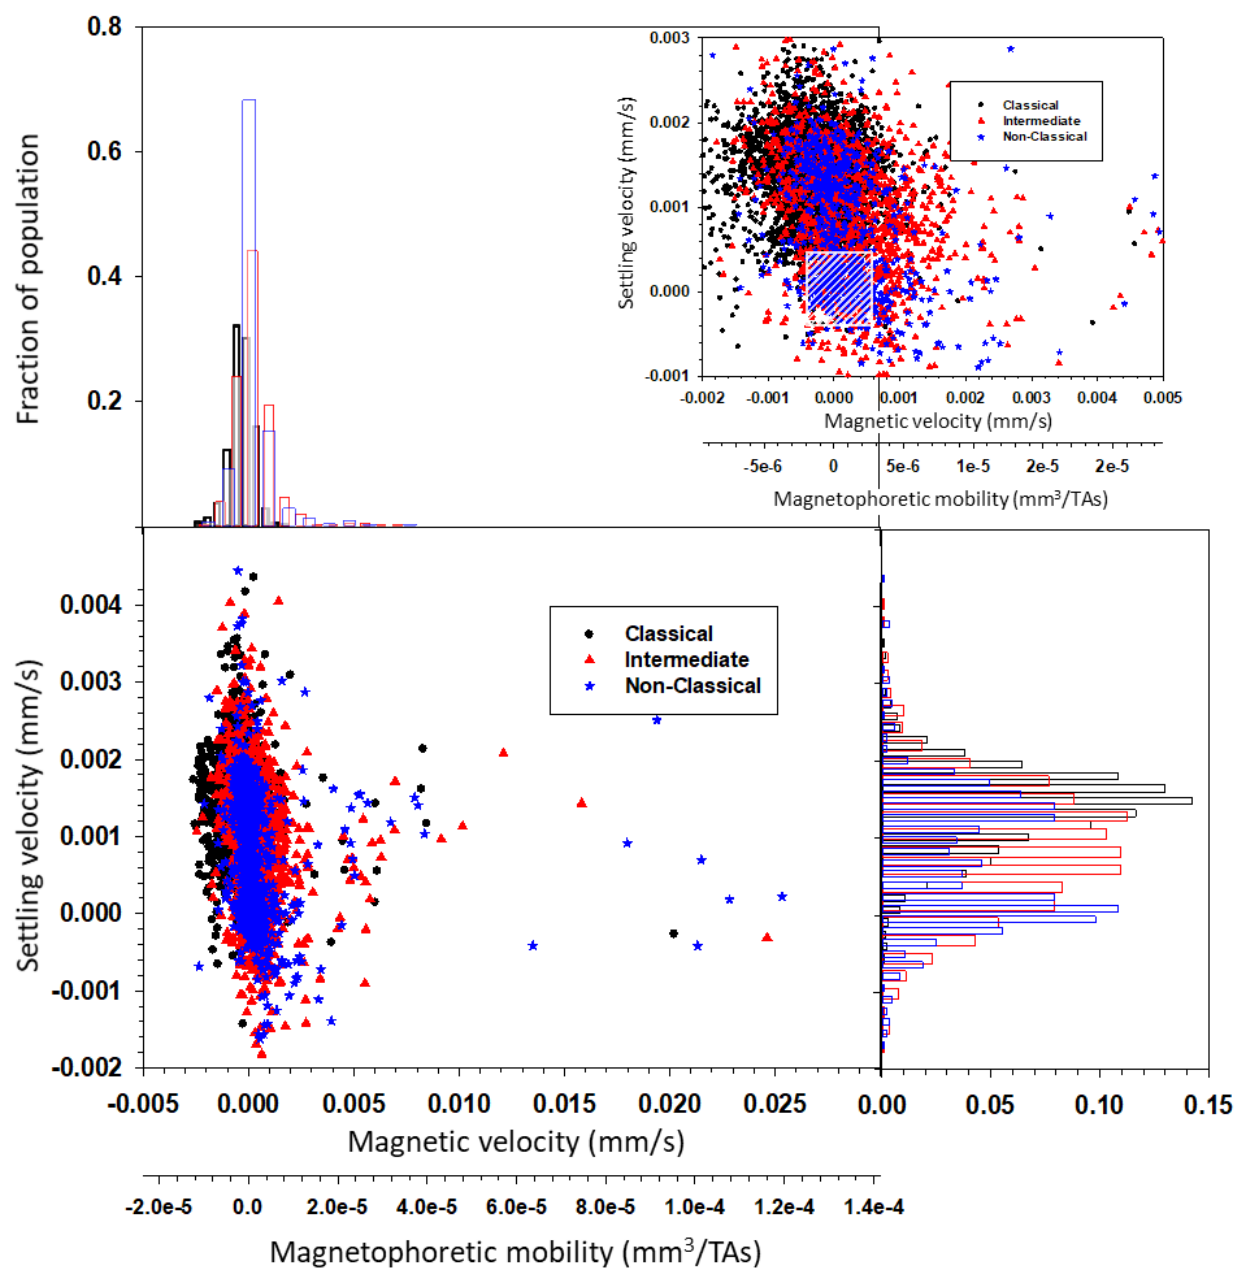 0.8
0.6
0.4
0.2
Fraction of population
0.003
0.002
0.001
0.000
-0.001
Settling velocity (mm/s)
Classical
Intermediate
Non-Classical
-0.002 -0.001 0.000 0.001 0.002 0.003 0.004 0.005
Magnetic velocity (mm/s)
-5e-6 0 5e-6 1e-5 2e-5 2e-5
Magnetophoretic mobility (mm³/TAs)
0.004
0.003
0.002
0.001
0.000
-0.001
-0.002
Settling velocity (mm/s)
Classical
Intermediate
Non-Classical
-0.005 0.000 0.005 0.010 0.015 0.020 0.025
0.00 0.05 0.10 0.15
Magnetic velocity (mm/s)
-2.0e-5 0.0 2.0e-5 4.0e-5 6.0e-5 8.0e-5 1.0e-4 1.2e-4 1.4e-4
Magnetophoretic mobility (mm³/TAs)